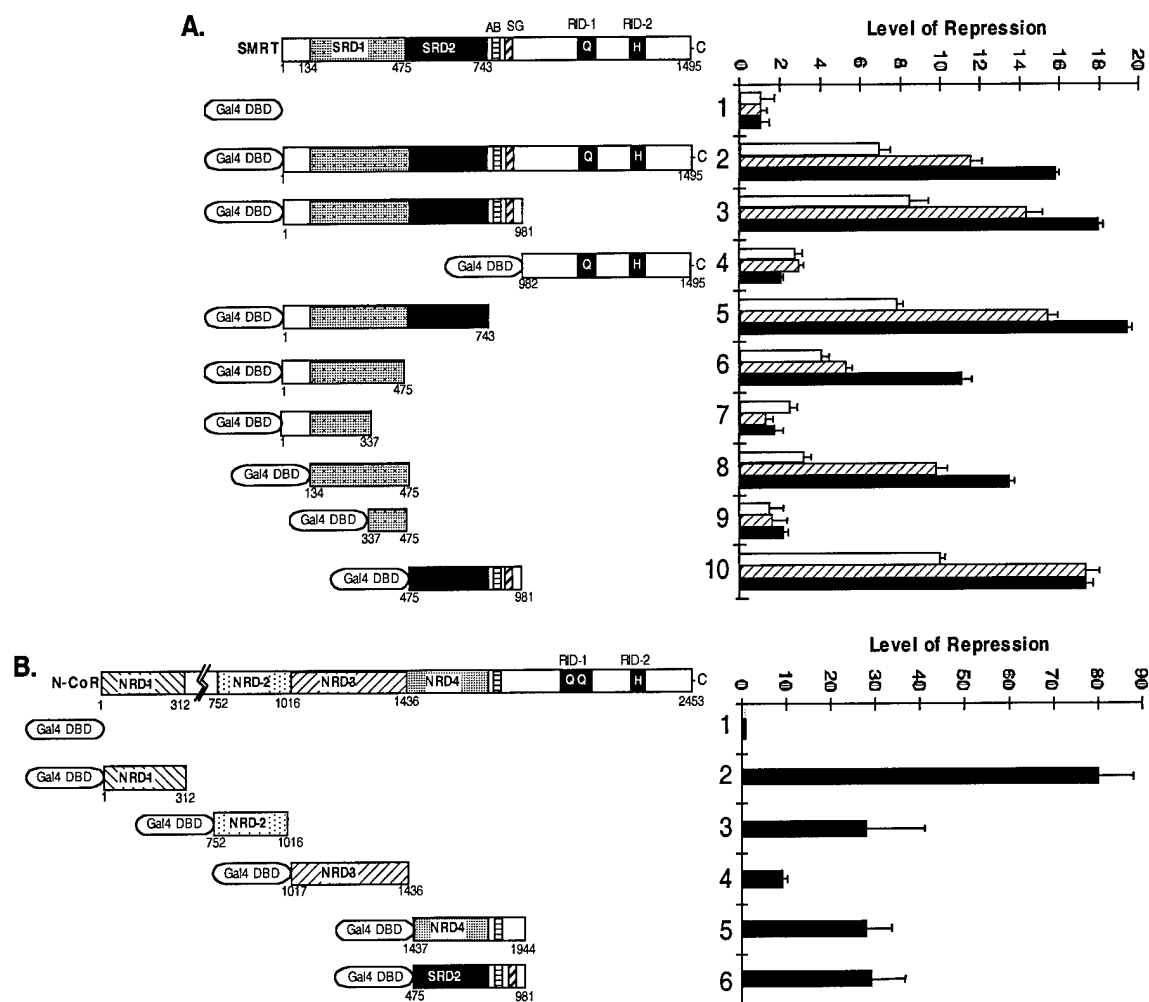 A.
AB SG RID-1 RID-2
SMRT SRD1 SRD2 Q H C
1 134 475 743 1495
Gal4 DBD
Gal4 DBD Q H C
1 1495
Gal4 DBD
1 981
Gal4 DBD Q H C
982 1495
Gal4 DBD
1 743
Gal4 DBD
1 475
Gal4 DBD
1 337
Gal4 DBD
134 475
Gal4 DBD
337 475
Gal4 DBD
475 981
Level of Repression
0 2 4 6 8 10 12 14 16 18 20
1
2
3
4
5
6
7
8
9
10
B.
RID-1 RID-2
N-CoR NRD1 NRD-2 NRD3 NRD4 QQ H C
1 312 752 1016 1436 2453
Gal4 DBD
Gal4 DBD NRD1
1 312
Gal4 DBD NRD-2
752 1016
Gal4 DBD NRD3
1017 1436
Gal4 DBD NRD4
1437 1944
Gal4 DBD SRD2
475 981
Level of Repression
0 10 20 30 40 50 60 70 80 90
1
2
3
4
5
6